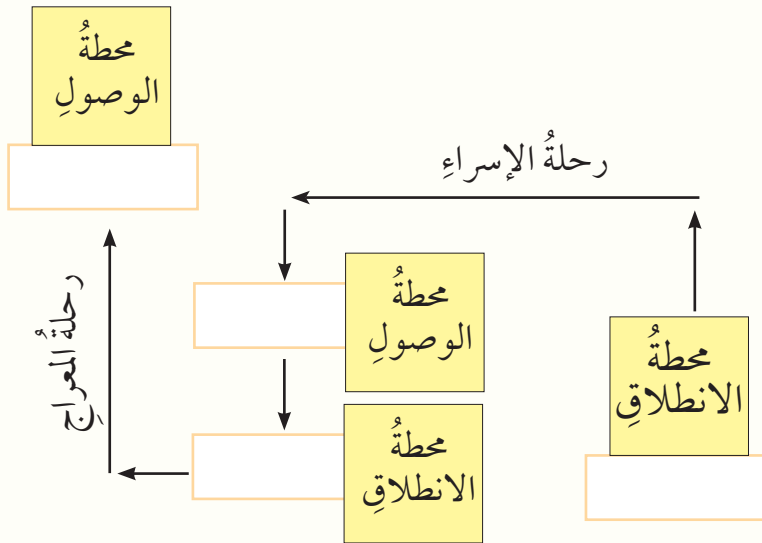 محطةُ
الانطلاقِ
رحلةُ الإسراءِ
محطةُ
الوصولِ
محطةُ
الانطلاقِ
رحلةُ المعراجِ
محطةُ
الوصولِ